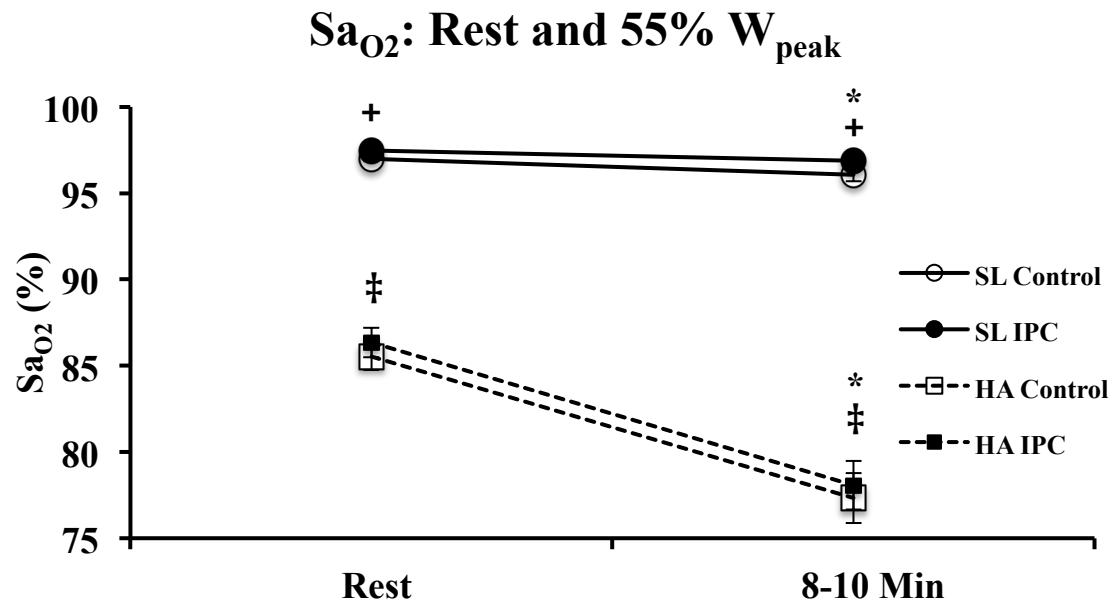 SaO2: Rest and 55% Wpeak
SaO2 (%)
100
95
90
85
80
75
+
*
+
‡
*
‡
Rest
8-10 Min
SL Control
SL IPC
HA Control
HA IPC